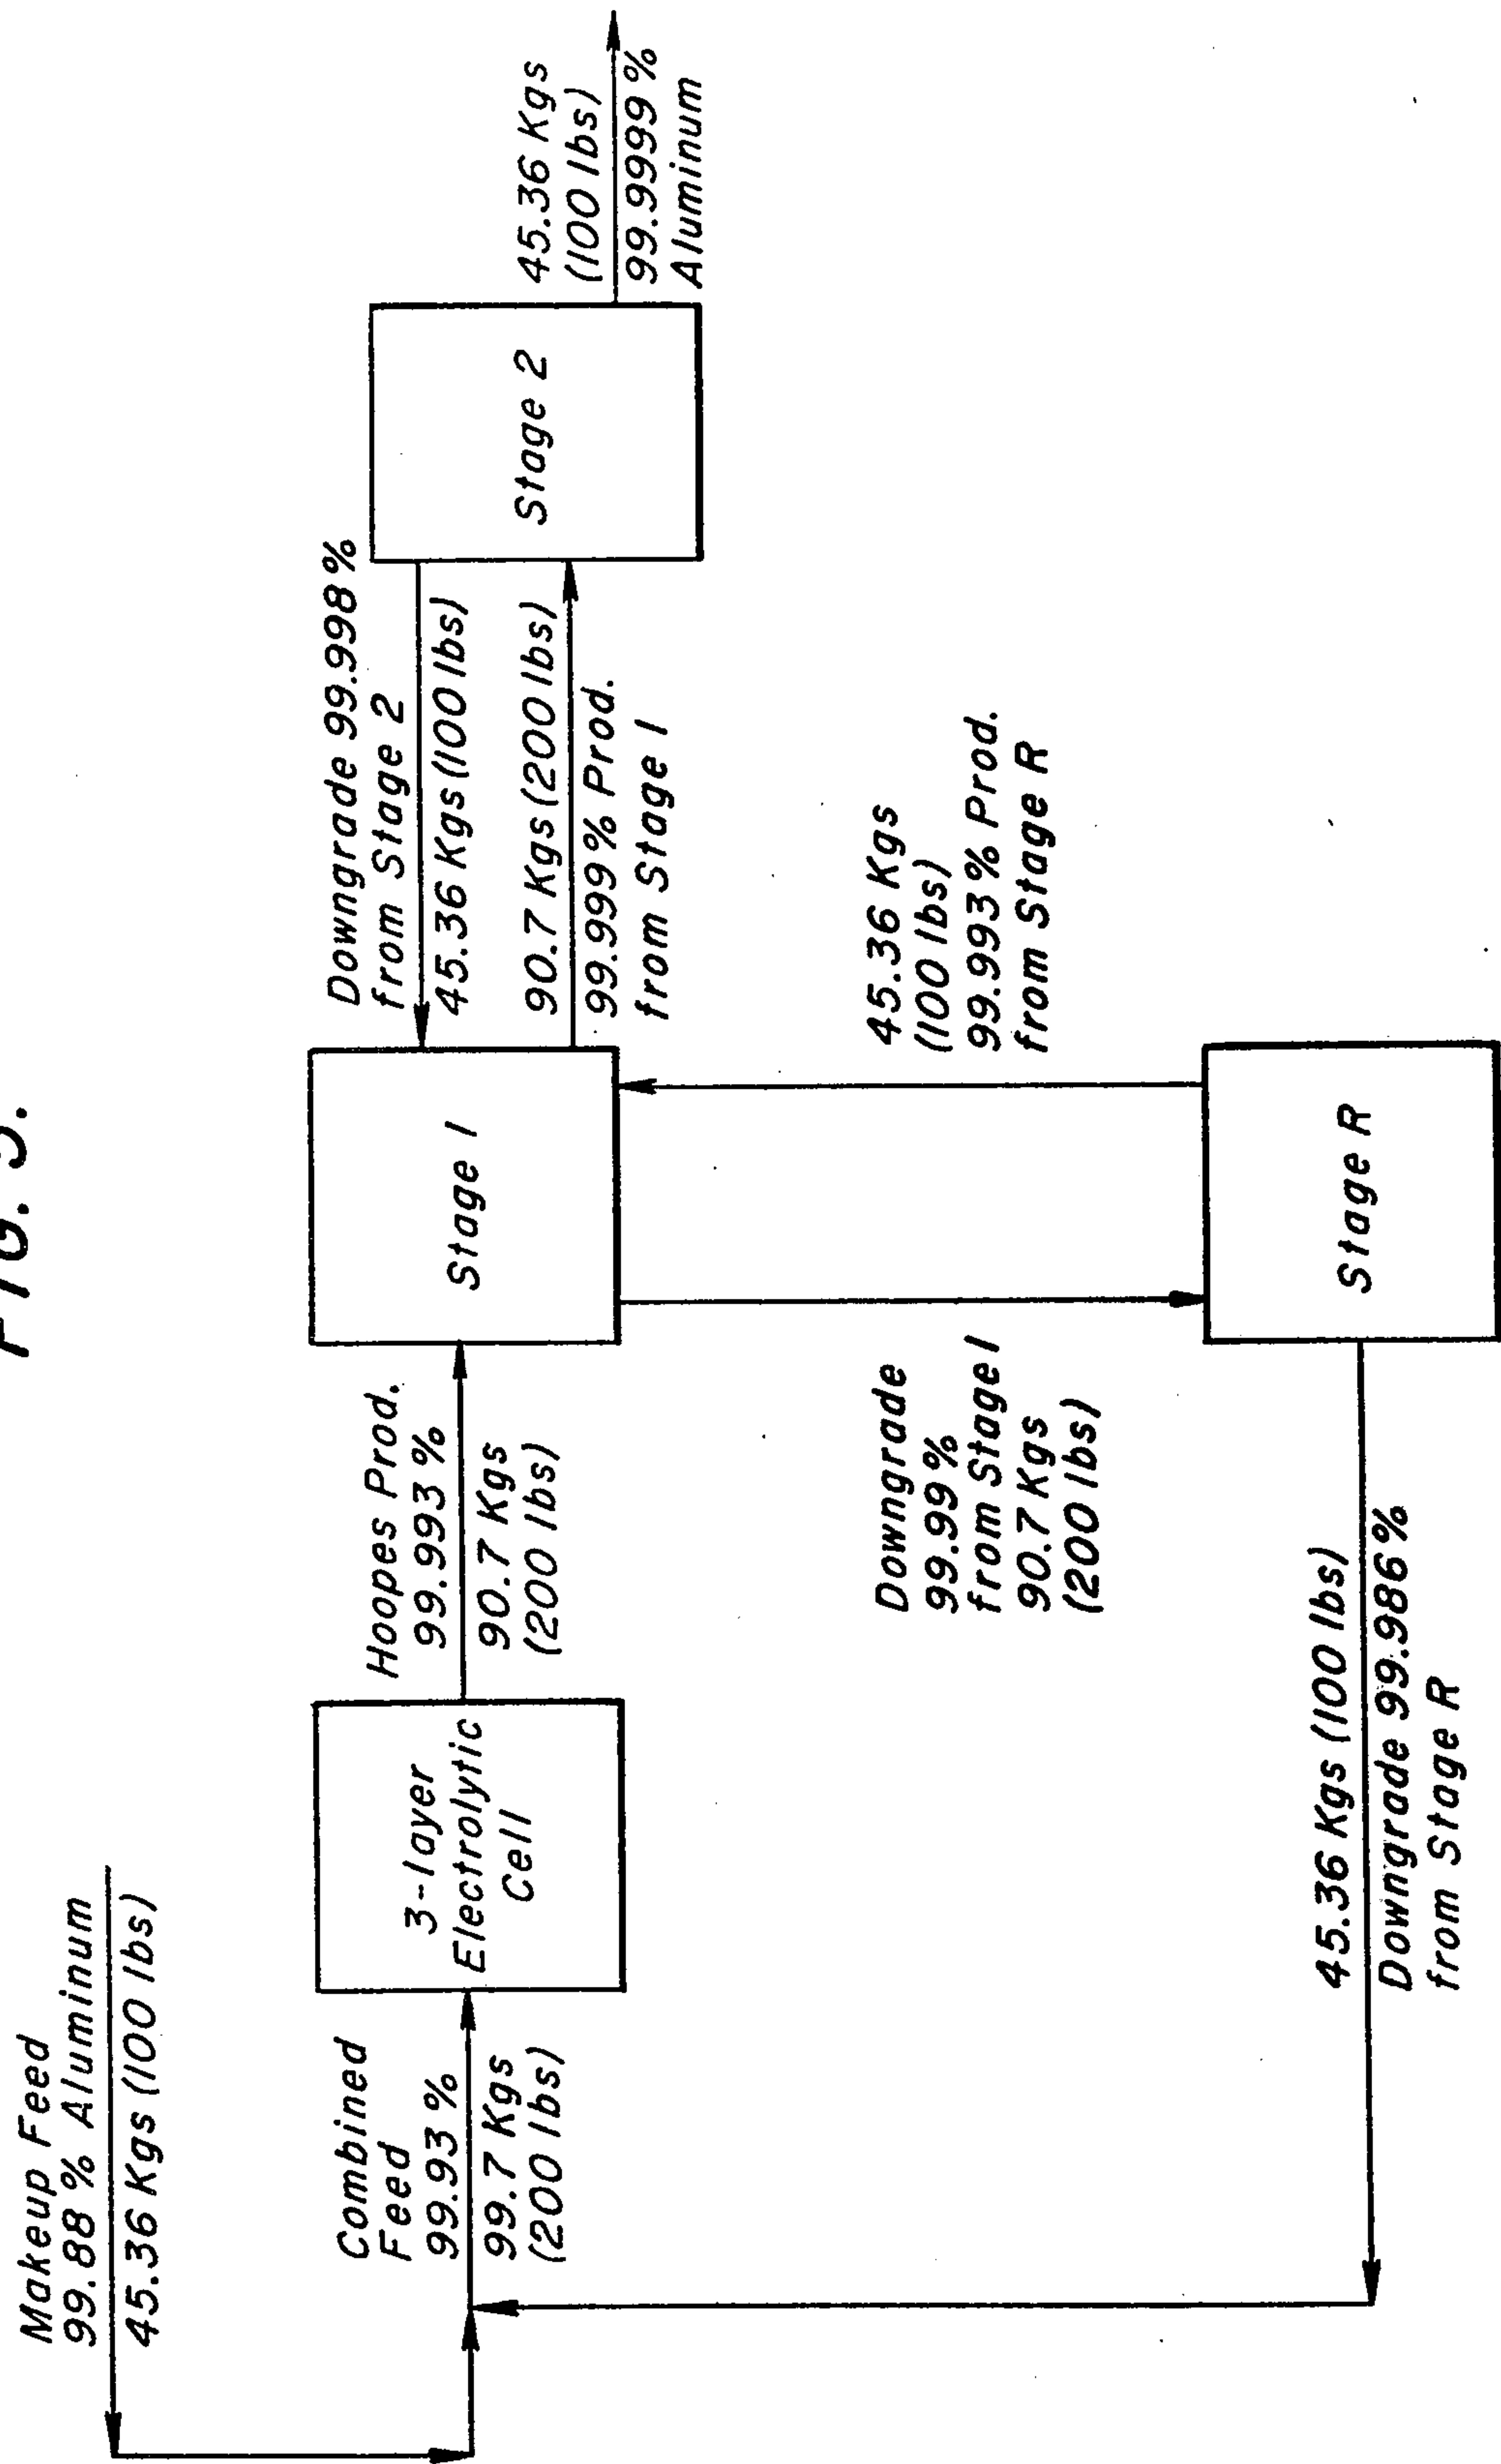 FIG. 5.
Makeup Feed
99.88 % Aluminum
45.36 Kgs (100 lbs)
Combined
Feed
99.93 %
99.7 Kgs
(200 lbs)
3-layer
Electrolytic
Cell
Hoopes Prod.
99.993 %
90.7 Kgs
(200 lbs)
Stage 1
Downgrade 99.998 %
from Stage 2
45.36 Kgs (100 lbs)
90.7 Kgs (200 lbs)
99.999 % Prod.
from Stage 1
Stage 2
45.36 Kgs
(100 lbs)
99.9999 %
Aluminum
Downgrade
99.99 %
from Stage 1
90.7 Kgs
(200 lbs)
45.36 Kgs
(100 lbs)
99.993 % Prod.
from Stage R
Stage R
45.36 Kgs (100 lbs)
Downgrade 99.986 %
from Stage R